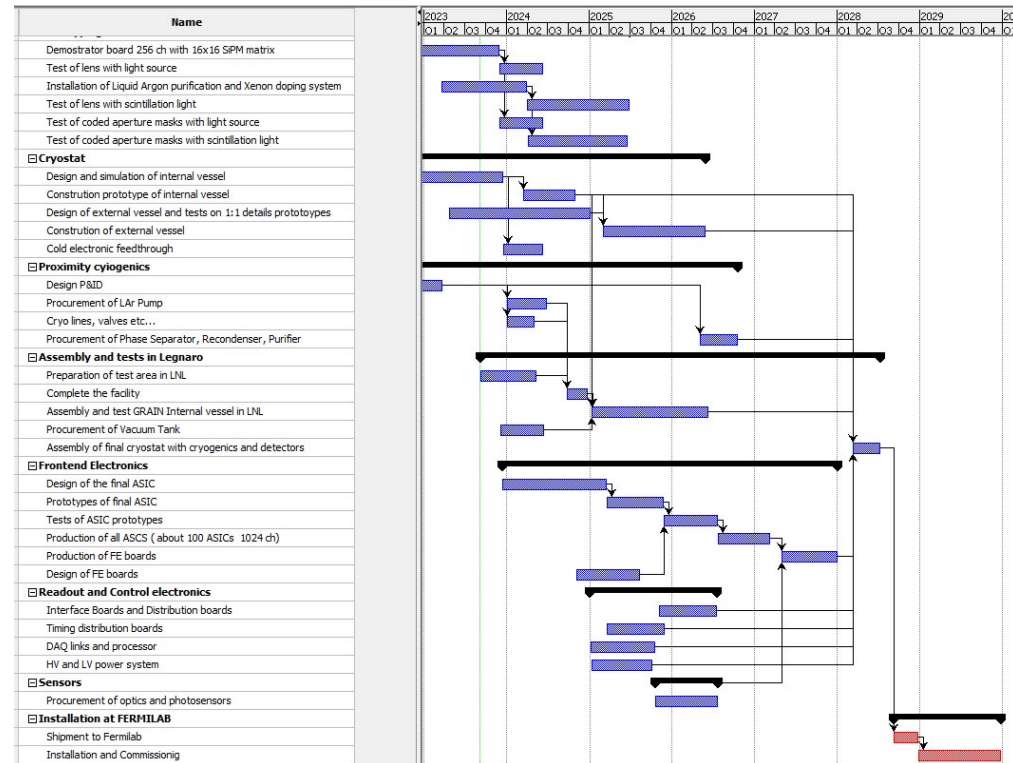 Name
2023 2024 2025 2026 2027 2028 2029
Q1 Q2 Q3 Q4 Q1 Q2 Q3 Q4 Q1 Q2 Q3 Q4 Q1 Q2 Q3 Q4 Q1 Q2 Q3 Q4 Q1 Q2 Q3 Q4 Q1 Q2 Q3 Q4
Demostrator board 256 ch with 16x16 SiPM matrix
Test of lens with light source
Installation of Liquid Argon purification and Xenon doping system
Test of lens with scintillation light
Test of coded aperture masks with light source
Test of coded aperture masks with scintillation light
Cryostat
Design and simulation of internal vessel
Constrution prototype of internal vessel
Design of external vessel and tests on 1:1 details prototoypes
Constrution of external vessel
Cold electronic feedthrough
Proximity cyiogenics
Design P&ID
Procurement of LAr Pump
Cryo lines, valves etc...
Procurement of Phase Separator, Recondenser, Purifier
Assembly and tests in Legnaro
Preparation of test area in LNL
Complete the facility
Assembly and test GRAIN Internal vessel in LNL
Procurement of Vacuum Tank
Assembly of final cryostat with cryogenics and detectors
Frontend Electronics
Design of the final ASIC
Prototypes of final ASIC
Tests of ASIC prototypes
Production of all ASCS ( about 100 ASICs 1024 ch)
Production of FE boards
Design of FE boards
Readout and Control electronics
Interface Boards and Distribution boards
Timing distribution boards
DAQ links and processor
HV and LV power system
Sensors
Procurement of optics and photosensors
Installation at FERMILAB
Shipment to Fermilab
Installation and Commissionig